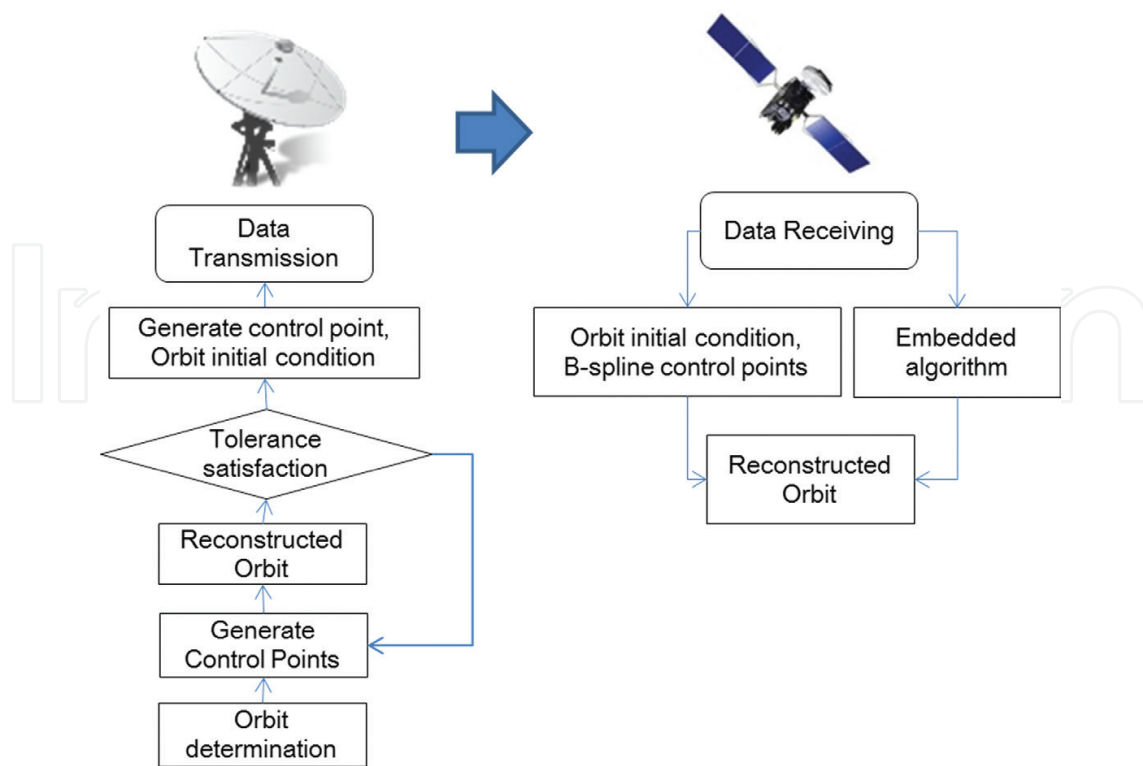 Data
Transmission
Generate control point,
Orbit initial condition
Tolerance
satisfaction
Reconstructed
Orbit
Generate
Control Points
Orbit
determination
Data Receiving
Orbit initial condition,
B-spline control points
Embedded
algorithm
Reconstructed
Orbit